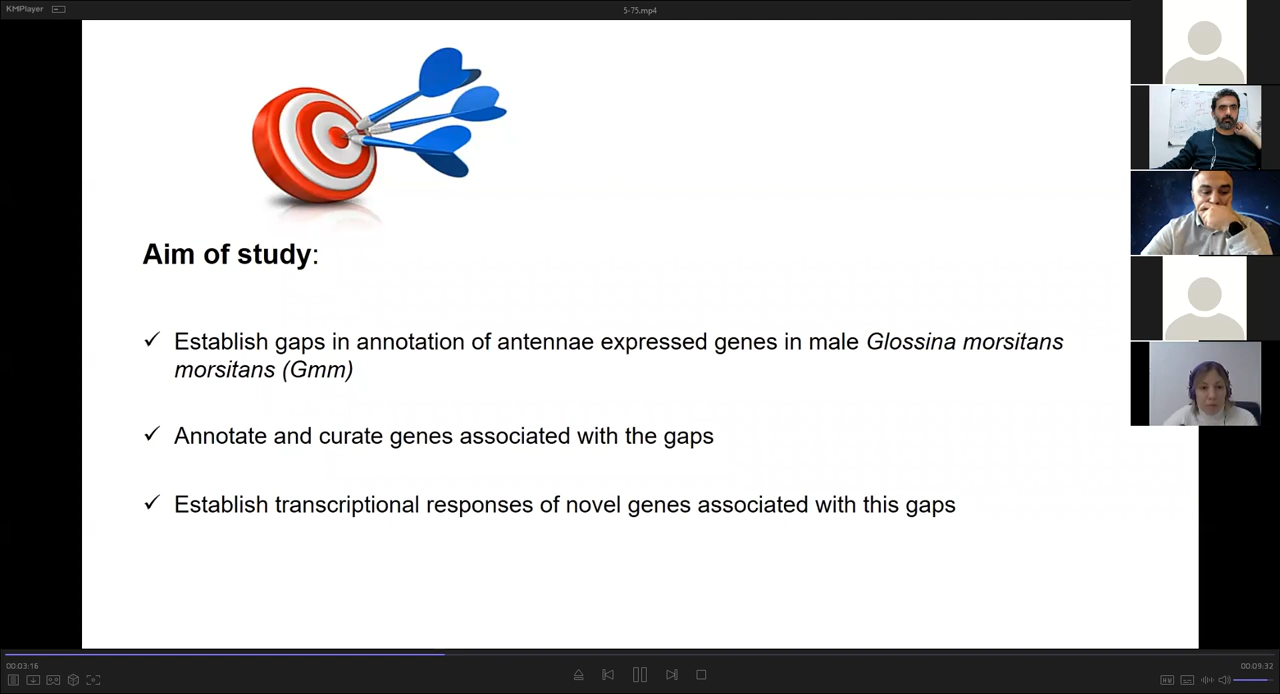 KMPlayer
5-75.mp4
Aim of study:
✓ Establish gaps in annotation of antennae expressed genes in male Glossina morsitans
morsitans (Gmm)
✓ Annotate and curate genes associated with the gaps
✓ Establish transcriptional responses of novel genes associated with this gaps
00:03:16
00:09:32